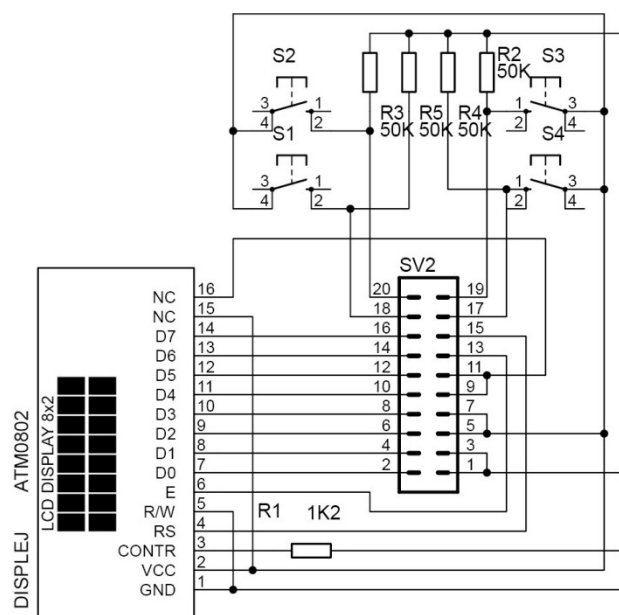 S2
R2
S3
50K
3 1
4 2
1 3
2 4
R3 R5 R4
S1
50K 50K 50K
S4
3 1
4 2
1 3
2 4
SV2
16
NC
20
19
15
NC
18
17
14
D7
16
15
13
D6
14
13
12
D5
12
11
11
D4
10
9
10
D3
8
7
9
D2
6
5
8
D1
4
3
7
D0
2
1
6
E
5
R/W
R1 1K2
4
RS
3
CONTR
2
VCC
1
GND
DISPLEJ ATM0802
LCD DISPLAY 8x2